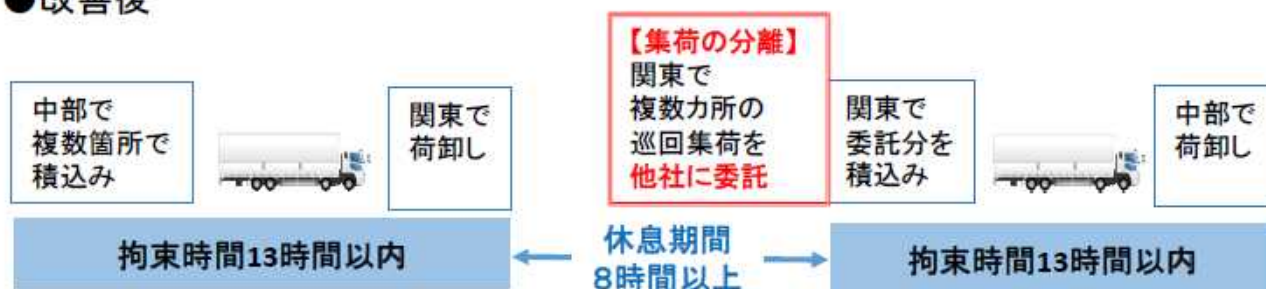 ●改善後
中部で
複数箇所で
積込み
関東で
荷卸し
【集荷の分離】
関東で
複数カ所の
巡回集荷を
他社に委託
関東で
委託分を
積込み
中部で
荷卸し
拘束時間13時間以内
休息期間
8時間以上
拘束時間13時間以内